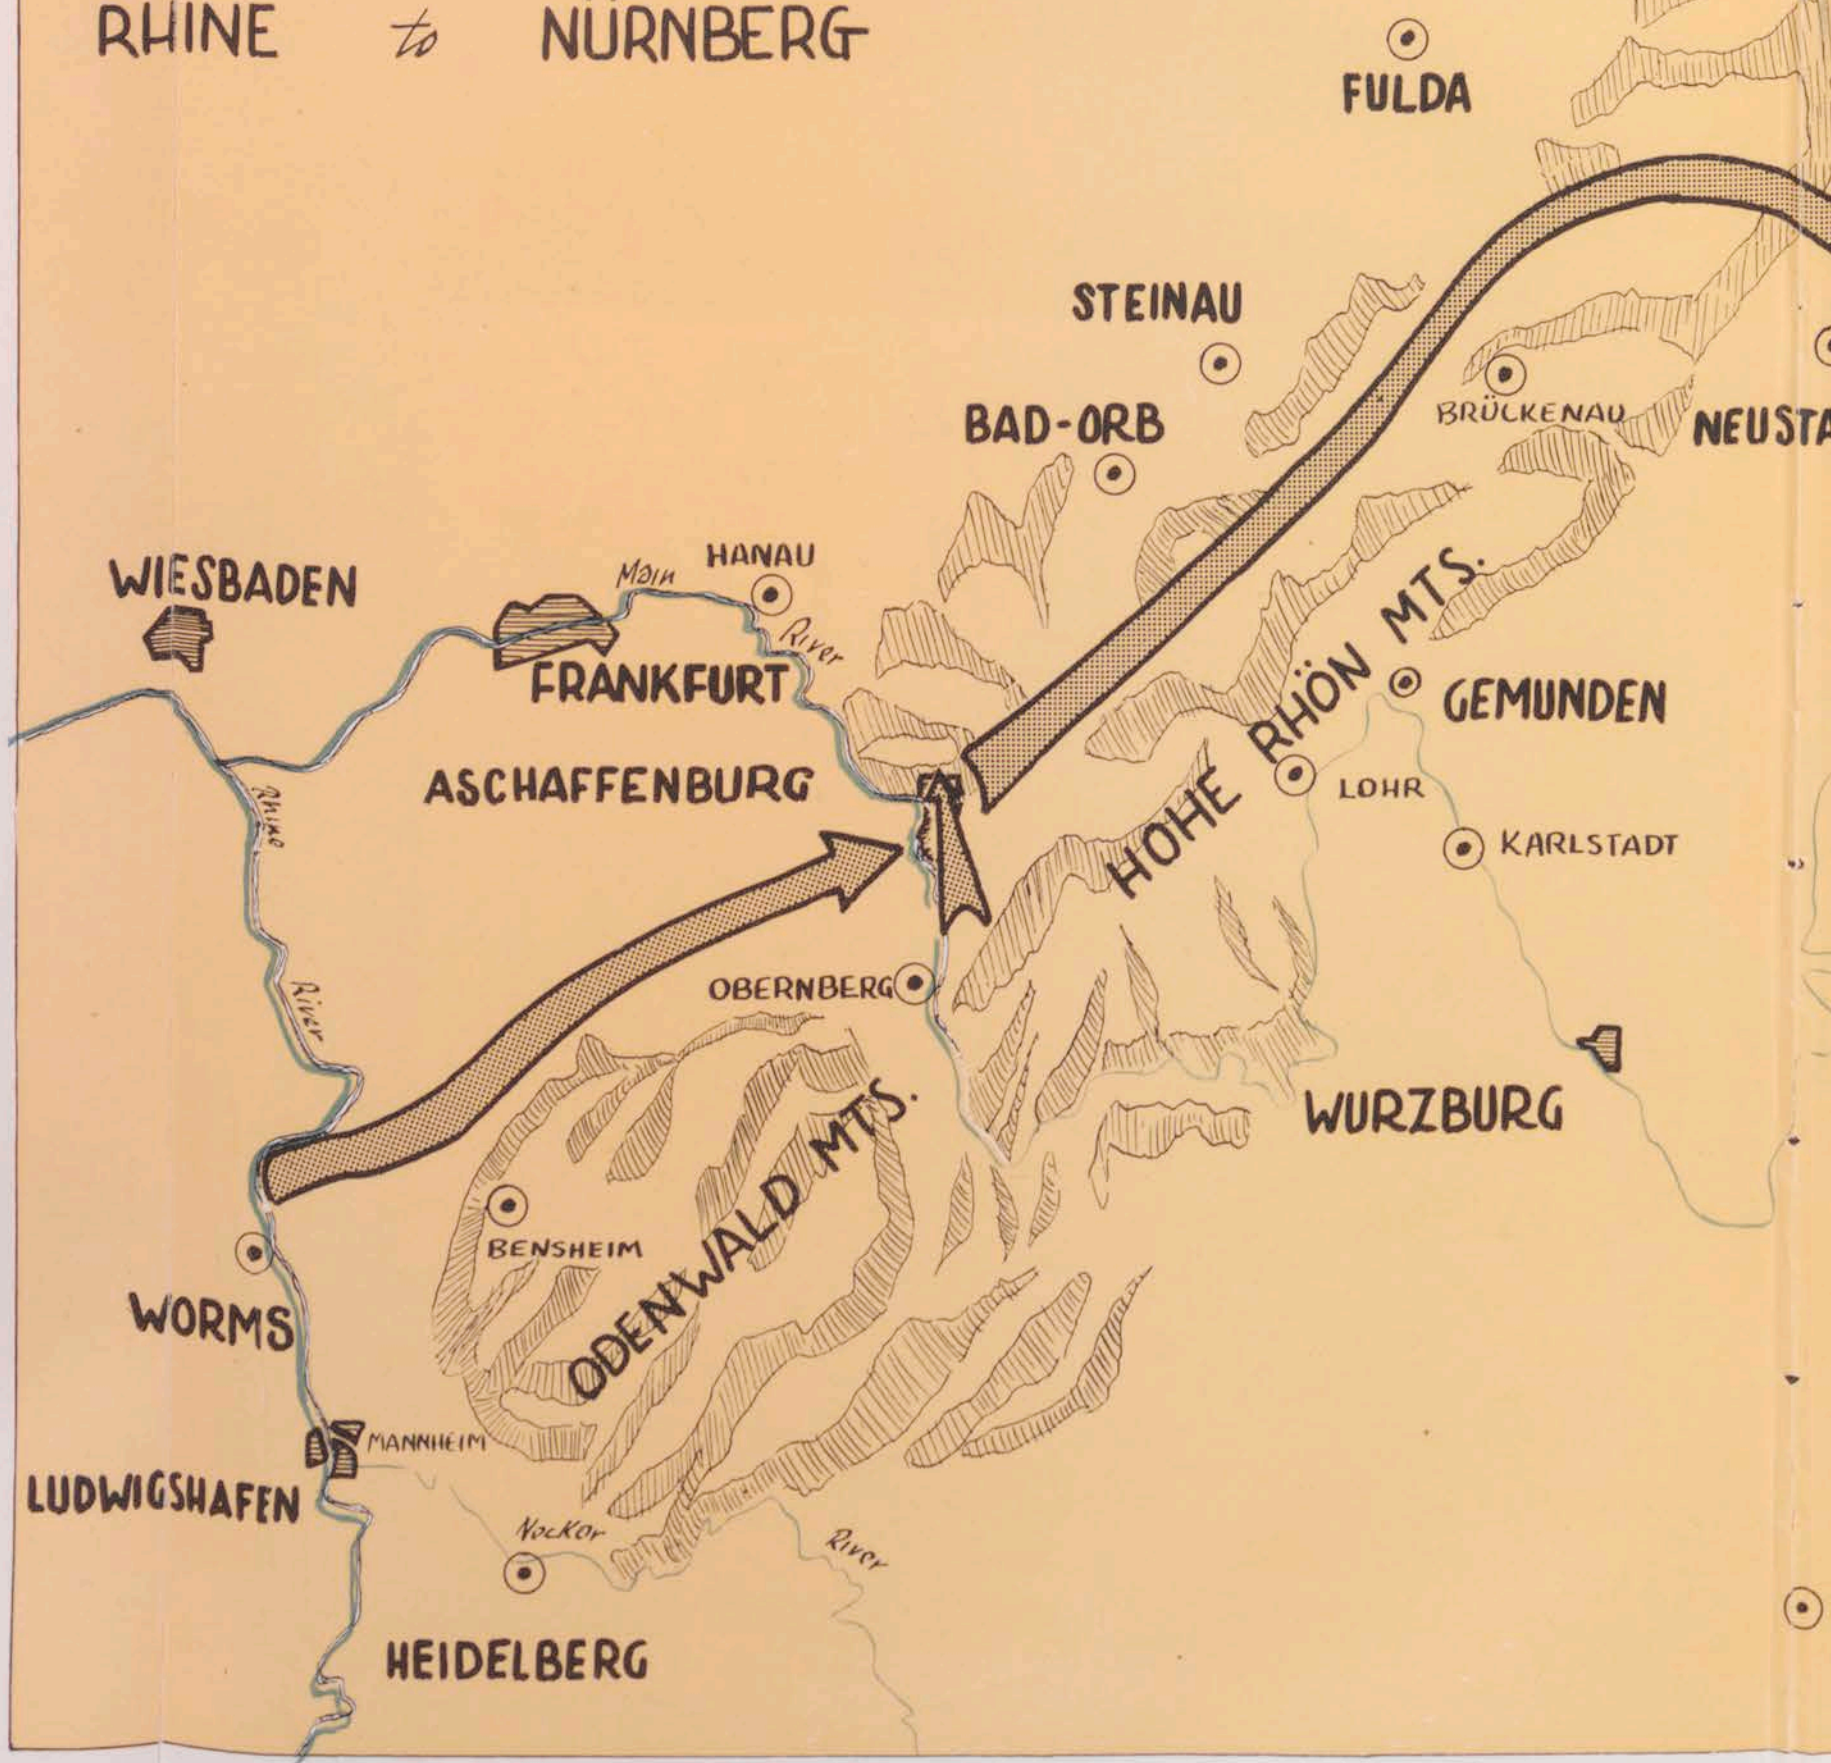 RHINE to NÜRNBERG
FULDA
STEINAU
BRÜCKENAU
NEUSTA
BAD-ORB
HANAU
Main
River
WIESBADEN
FRANKFURT
HOHE RHÖN MTS.
GEMUNDEN
ASCHAFFENBURG
LOHR
Rhine
River
KARLSTADT
OBERNBERG
WURZBURG
ODENWALD MTS.
BENSHEIM
WORMS
MANNHEIM
LUDWIGSHAFEN
Neckar
River
HEIDELBERG